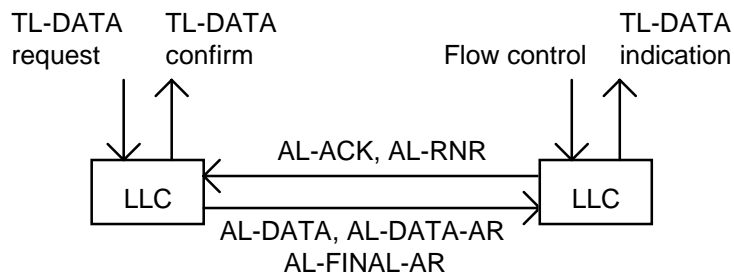 TL-DATA
request
TL-DATA
confirm
Flow control
TL-DATA
indication
AL-ACK, AL-RNR
LLC
LLC
AL-DATA, AL-DATA-AR
AL-FINAL-AR